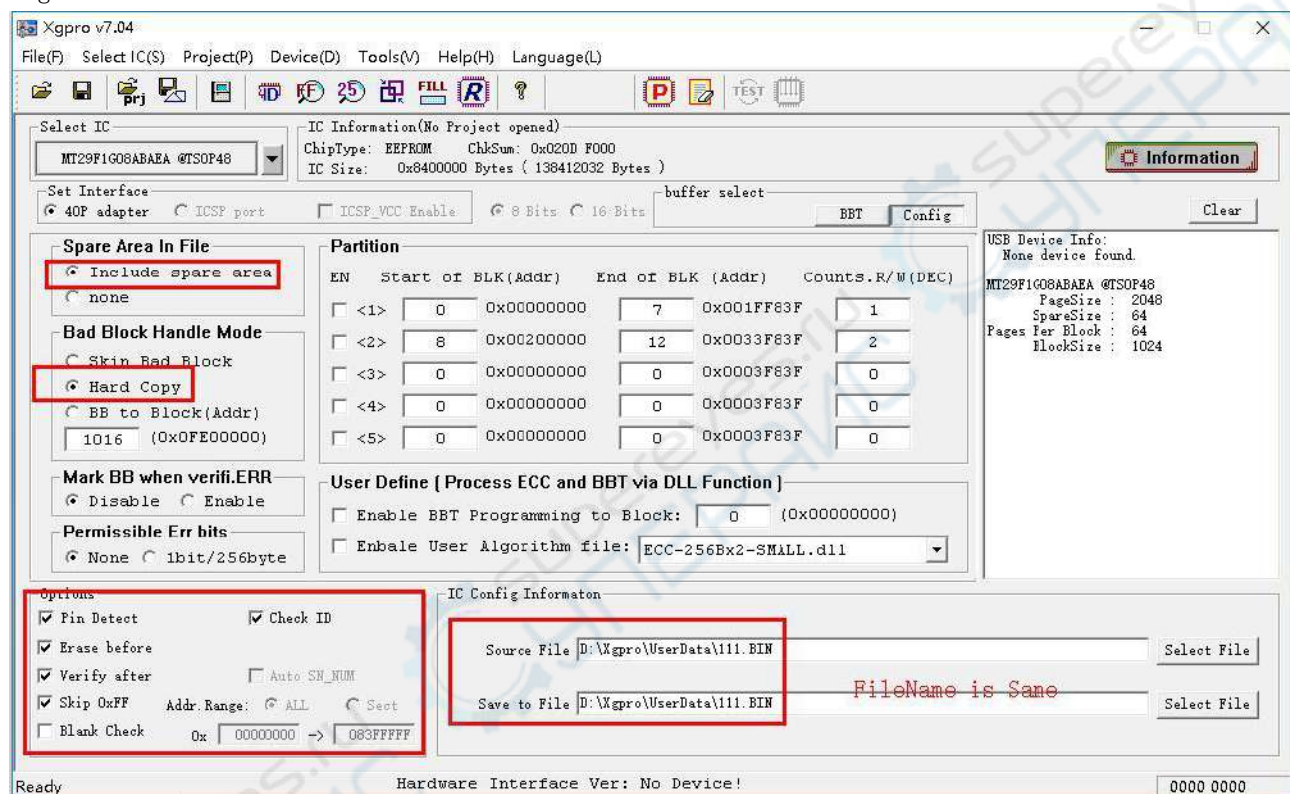 Xgpro v7.04
File(F) Select IC(S) Project(P) Device(D) Tools(V) Help(H) Language(L)
prj ID FF 25 FILL R ? P TEST
Select IC
IC Information(No Project opened)
MT29F1G08ABAEA @TSOP48
ChipType: EEPROM ChkSum: 0x020D F000
IC Size: 0x8400000 Bytes ( 138412032 Bytes )
Information
Set Interface
40P adapter ICSP port ICSP_VCC Enable 8 Bits 16 Bits
buffer select
BBT Config
Clear
Spare Area In File
Include spare area
none
Bad Block Handle Mode
Skin Bad Block
Hard Copy
BB to Block(Addr)
1016 (0x0FE00000)
Mark BB when verifi.ERR
Disable Enable
Permissible Err bits
None 1bit/256byte
Partition
EN Start of BLK(Addr) End of BLK (Addr) Counts.R/W(DEC)
<1> 0 0x00000000 7 0x001FF83F 1
<2> 8 0x00200000 12 0x0033F83F 2
<3> 0 0x00000000 0 0x0003F83F 0
<4> 0 0x00000000 0 0x0003F83F 0
<5> 0 0x00000000 0 0x0003F83F 0
User Define ( Process ECC and BBT via DLL Function )
Enable BBT Programming to Block: 0 (0x00000000)
Enbale User Algorithm file: ECC-256Bx2-SMALL.dll
USB Device Info:
None device found.
MT29F1G08ABAEA @TSOP48
PageSize : 2048
SpareSize : 64
Pages Per Block : 64
BlockSize : 1024
Options
Pin Detect Check ID
Erase before
Verify after Auto SN_NUM
Skip 0xFF Addr.Range: ALL Sect
Blank Check 0x 00000000 -> 083FFFFF
IC Config Informaton
Source File D:\Xgpro\UserData\111.BIN Select File
FileName is Same
Save to File D:\Xgpro\UserData\111.BIN Select File
Ready Hardware Interface Ver: No Device! 0000 0000
supereyes.ru
СУПЕРАЙС